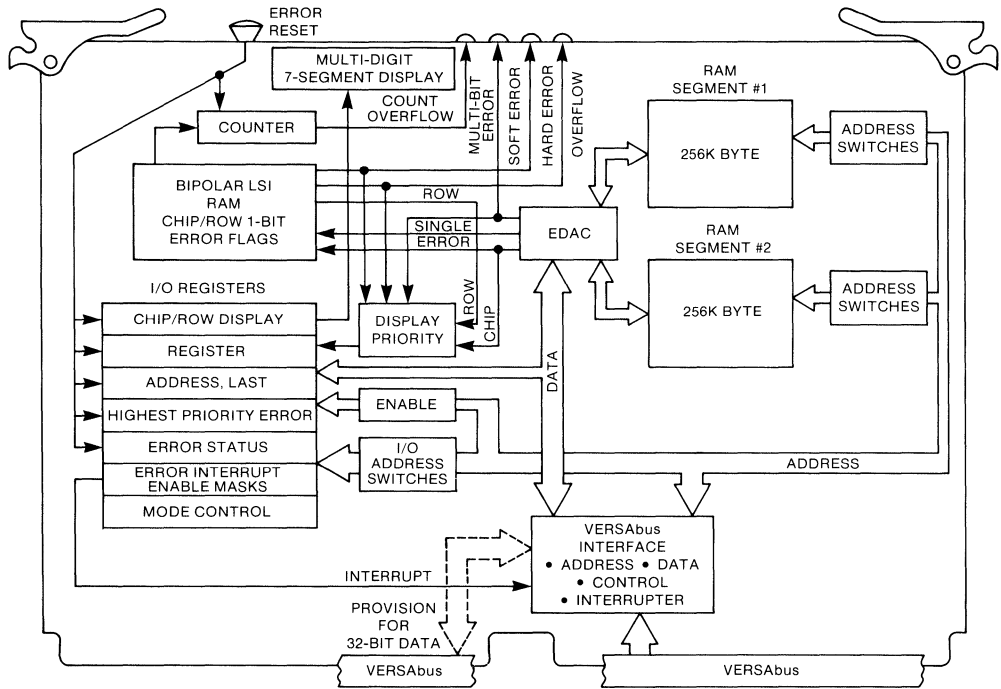 ERROR
RESET
MULTI-DIGIT
7-SEGMENT DISPLAY
COUNT
OVERFLOW
COUNTER
MULTI-BIT
ERROR
SOFT ERROR
HARD ERROR
OVERFLOW
RAM
SEGMENT #1
256K BYTE
ADDRESS
SWITCHES
BIPOLAR LSI
RAM
CHIP/ROW 1-BIT
ERROR FLAGS
ROW
SINGLE
ERROR
EDAC
RAM
SEGMENT #2
256K BYTE
ADDRESS
SWITCHES
I/O REGISTERS
CHIP/ROW DISPLAY
REGISTER
ADDRESS, LAST
HIGHEST PRIORITY ERROR
ERROR STATUS
ERROR INTERRUPT
ENABLE MASKS
MODE CONTROL
DISPLAY
PRIORITY
ROW
CHIP
DATA
ENABLE
I/O
ADDRESS
SWITCHES
ADDRESS
VERSAbus
INTERFACE
• ADDRESS • DATA
• CONTROL
• INTERRUPTER
INTERRUPT
PROVISION
FOR
32-BIT DATA
VERSAbus
VERSAbus